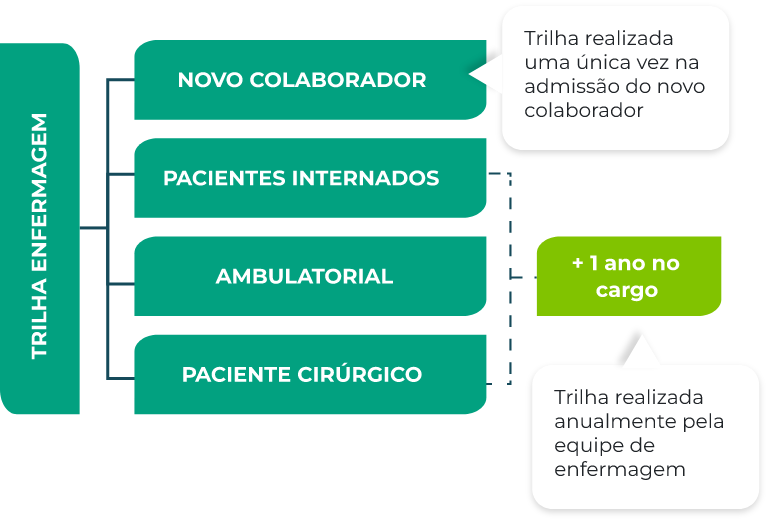 TRILHA ENFERMAGEM
NOVO COLABORADOR
Trilha realizada
uma única vez na
admissão do novo
colaborador
PACIENTES INTERNADOS
AMBULATORIAL
PACIENTE CIRÚRGICO
+ 1 ano no
cargo
Trilha realizada
anualmente pela
equipe de
enfermagem